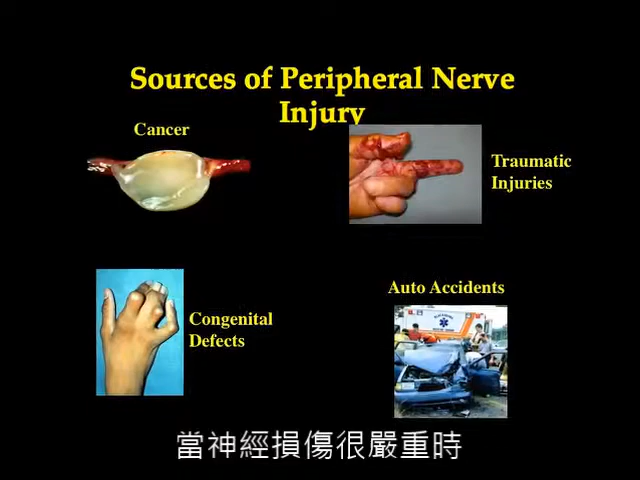 Sources of Peripheral Nerve
Injury
Cancer
Traumatic
Injuries
Congenital
Defects
Auto Accidents
當神經損傷很嚴重時